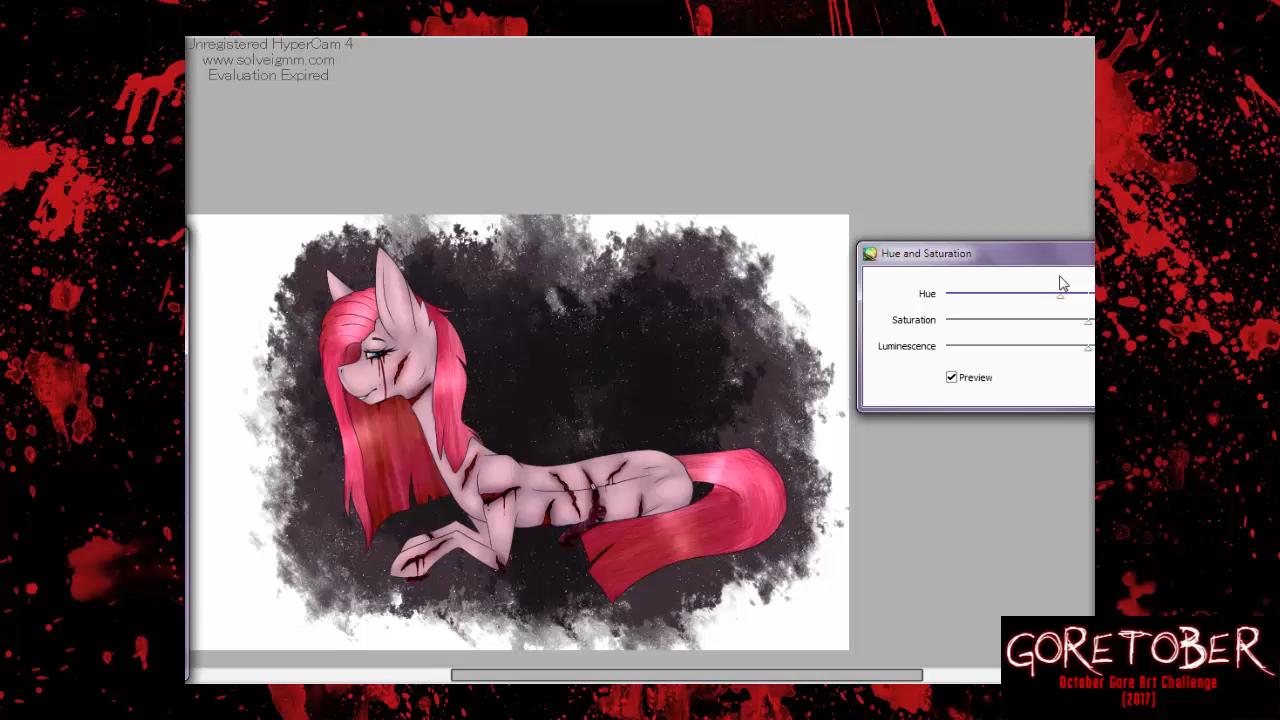 Unregistered HyperCam 4
www.solveigmm.com
Evaluation Expired
Hue and Saturation
Hue
Saturation
Luminescence
Preview
GORETOBER
October Gore Art Challenge
[2017]